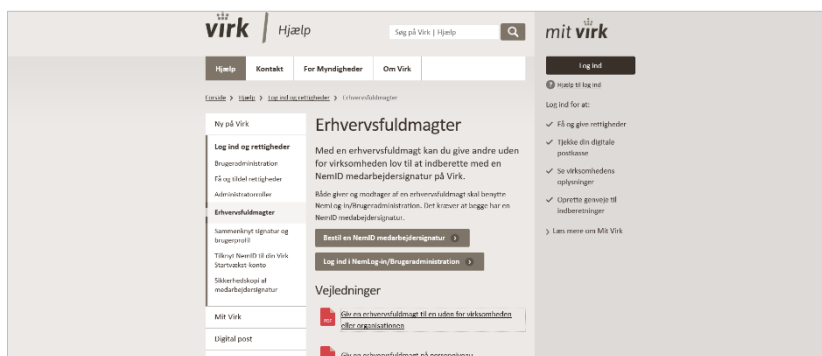 virk
Hjælp
Søg på Virk | Hjælp
mit virk
Hjælp
Kontakt
For Myndigheder
Om Virk
Log ind
Hjælp til log ind
Forside > Hjælp > Log ind og rettigheder > Erhvervsfuldmagter
Log ind for at:
Få og give rettigheder
Tjekke din digitale
postkasse
Se virksomhedens
oplysninger
Oprette genveje til
indberetninger
Læs mere om Mit Virk
Ny på Virk
Log ind og rettigheder
Brugeradministration
Få og tildel rettigheder
Administratorroller
Erhvervsfuldmagter
Sammenknyt signatur og
brugerprofil
Tilknyt NemID til din Virk
Startvækst konto
Sikkerhedskopi af
medarbejdersignatur
Mit Virk
Digital post
Erhvervsfuldmagter
Med en erhvervsfuldmagt kan du give andre uden
for virksomheden lov til at indberette med en
NemID medarbejdersignatur på Virk.
Både giver og modtager af en erhvervsfuldmagt skal benytte
NemLog-in/Brugeradministration. Det kræver at begge har en
NemID medabejdersignatur.
Bestil en NemID medarbejdersignatur
Log ind i NemLog-in/Brugeradministration
Vejledninger
PDF
Giv en erhvervsfuldmagt til en uden for virksomheden
eller organisationen
Giv en erhvervsfuldmagt på personniveau